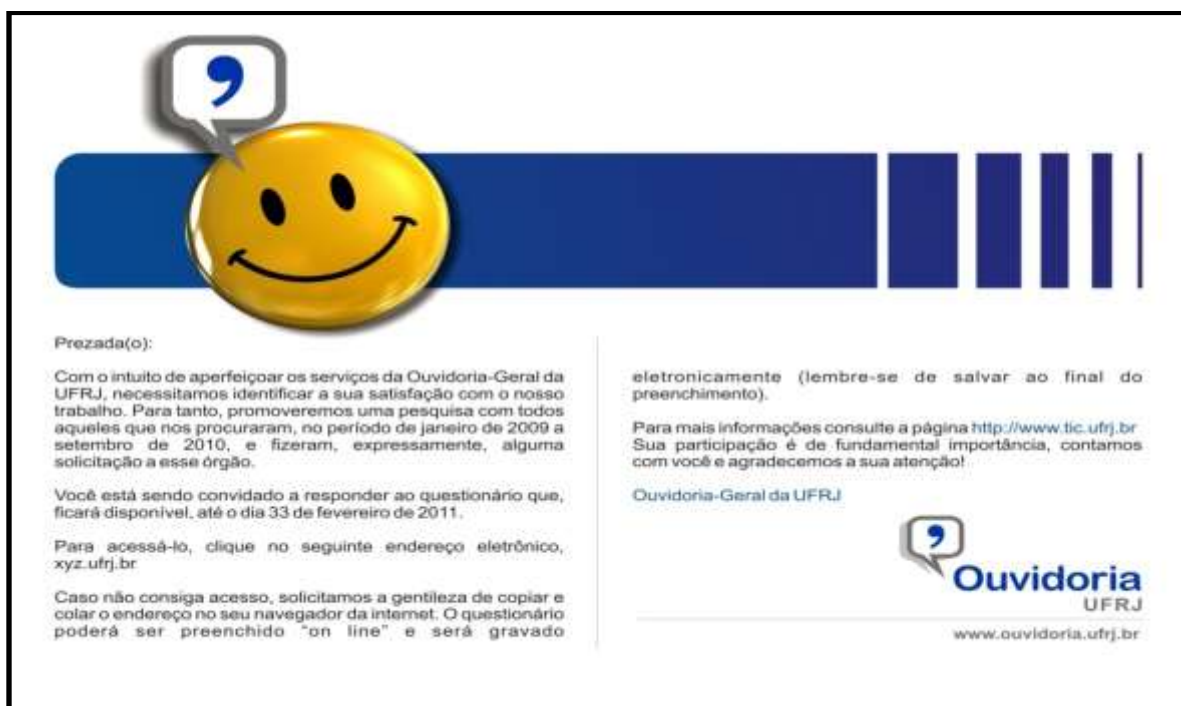 Prezada(o):
Com o intuito de aperfeiçoar os serviços da Ouvidoria-Geral da
UFRJ, necessitamos identificar a sua satisfação com o nosso
trabalho. Para tanto, promoveremos uma pesquisa com todos
aqueles que nos procuraram, no período de janeiro de 2009 a
setembro de 2010, e fizeram, expressamente, alguma
solicitação a esse órgão.
Você está sendo convidado a responder ao questionário que,
ficará disponível, até o dia 33 de fevereiro de 2011.
Para acessá-lo, clique no seguinte endereço eletrônico,
xyz.ufrj.br
Caso não consiga acesso, solicitamos a gentileza de copiar e
colar o endereço no seu navegador da internet. O questionário
poderá ser preenchido "on line" e será gravado
eletronicamente (lembre-se de salvar ao final do
preenchimento).
Para mais informações consulte a página http://www.tic.ufrj.br
Sua participação é de fundamental importância, contamos
com você e agradecemos a sua atenção!
Ouvidoria-Geral da UFRJ
Ouvidoria
UFRJ
www.ouvidoria.ufrj.br